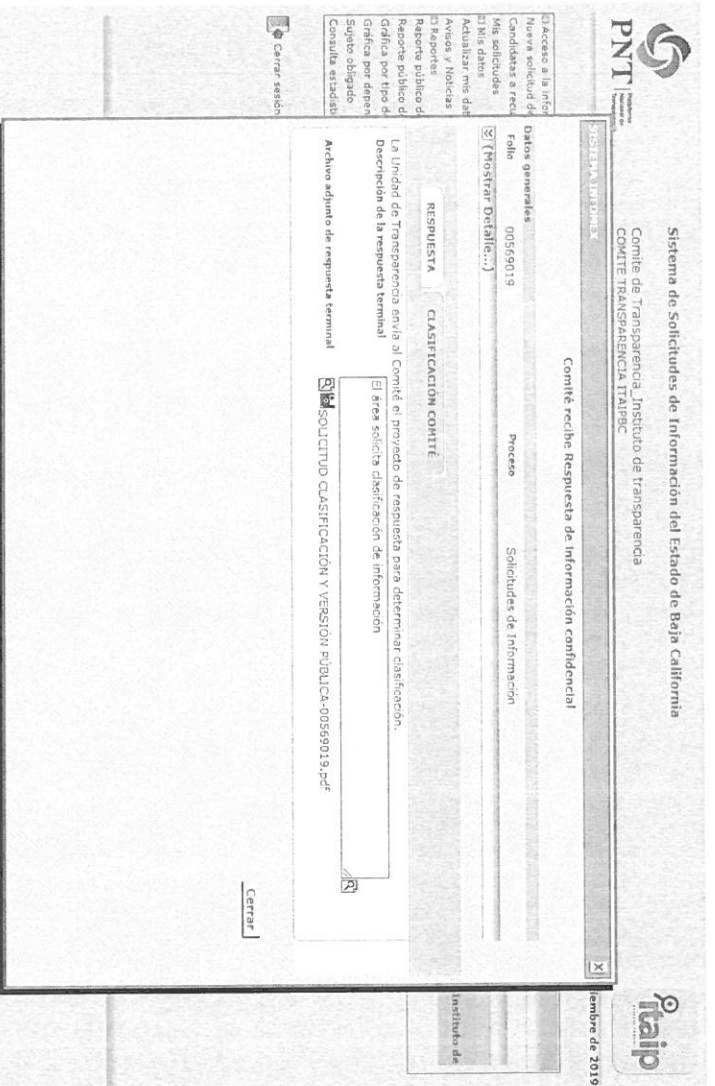 PNT
Plataforma
Nacional de
Transparencia
Sistema de Solicitudes de Información del Estado de Baja California
Comite de Transparencia_Instituto de transparencia
COMITE TRANSPARENCIA ITAIPBC
itaip
iembre de 2019
Acceso a la infor
Nueva solicitud de
Candidatas a recu
Mis solicitudes
Mis datos
Actualizar mis dat
Avisos y Noticias
Reportes
Reporte público d
Reporte público d
Gráfica por tipo d
Gráfica por depen
Sujeto obligado
Consulta estadísti
Cerrar sesión
SISTEMA INFOMEX
X
Comité recibe Respuesta de Información confidencial
Datos generales
Folio 00569019 Proceso Solicitudes de Información
(Mostrar Detalle...)
RESPUESTA CLASIFICACIÓN COMITÉ
La Unidad de Transparencia envía al Comité el proyecto de respuesta para determinar clasificación.
Descripción de la respuesta terminal El área solicita clasificación de información
Archivo adjunto de respuesta terminal SOLICITUD CLASIFICACIÓN Y VERSIÓN PÚBLICA-00569019.pdf
Cerrar
Instituto de